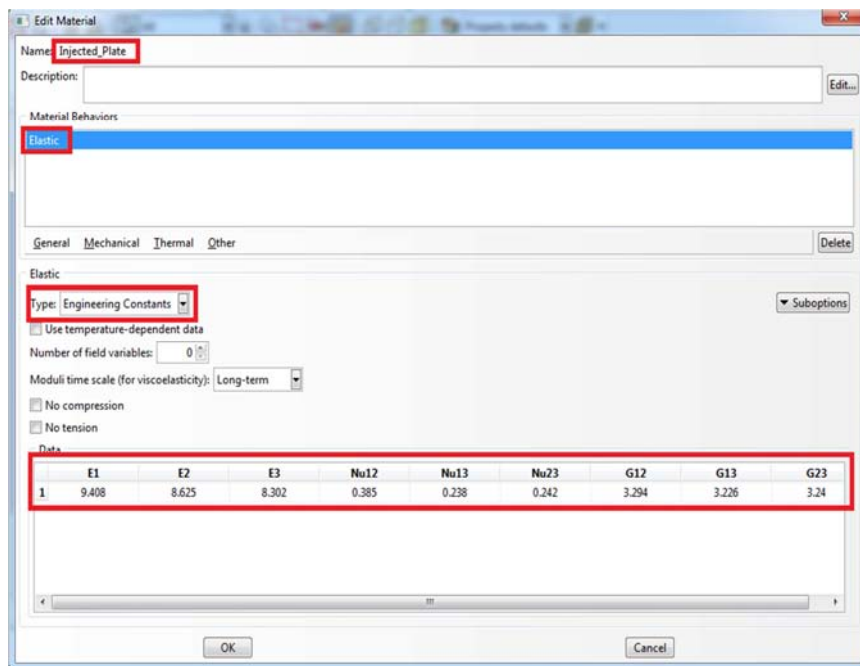 Edit Material
Name: Injected_Plate
Description:
Edit...
Material Behaviors
Elastic
General Mechanical Thermal Other Delete
Elastic
Type: Engineering Constants Suboptions
Use temperature-dependent data
Number of field variables: 0
Moduli time scale (for viscoelasticity): Long-term
No compression
No tension
Data
E1 E2 E3 Nu12 Nu13 Nu23 G12 G13 G23
1 9.408 8.625 8.302 0.385 0.238 0.242 3.294 3.226 3.24
OK Cancel